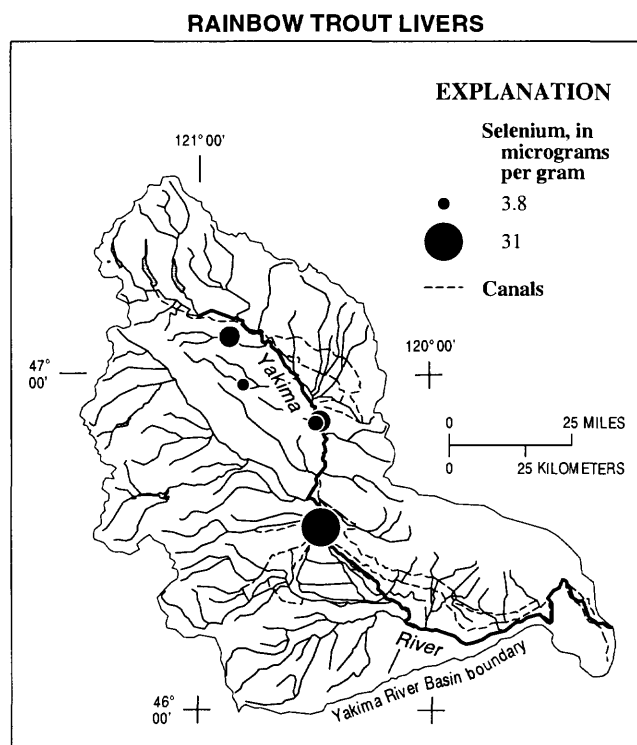 RAINBOW TROUT LIVERS
EXPLANATION
Selenium, in
micrograms
per gram
3.8
31
Canals
121° 00'
120° 00'
47°
00'
Yakima
0 25 MILES
0 25 KILOMETERS
River
Yakima River Basin boundary
46°
00'